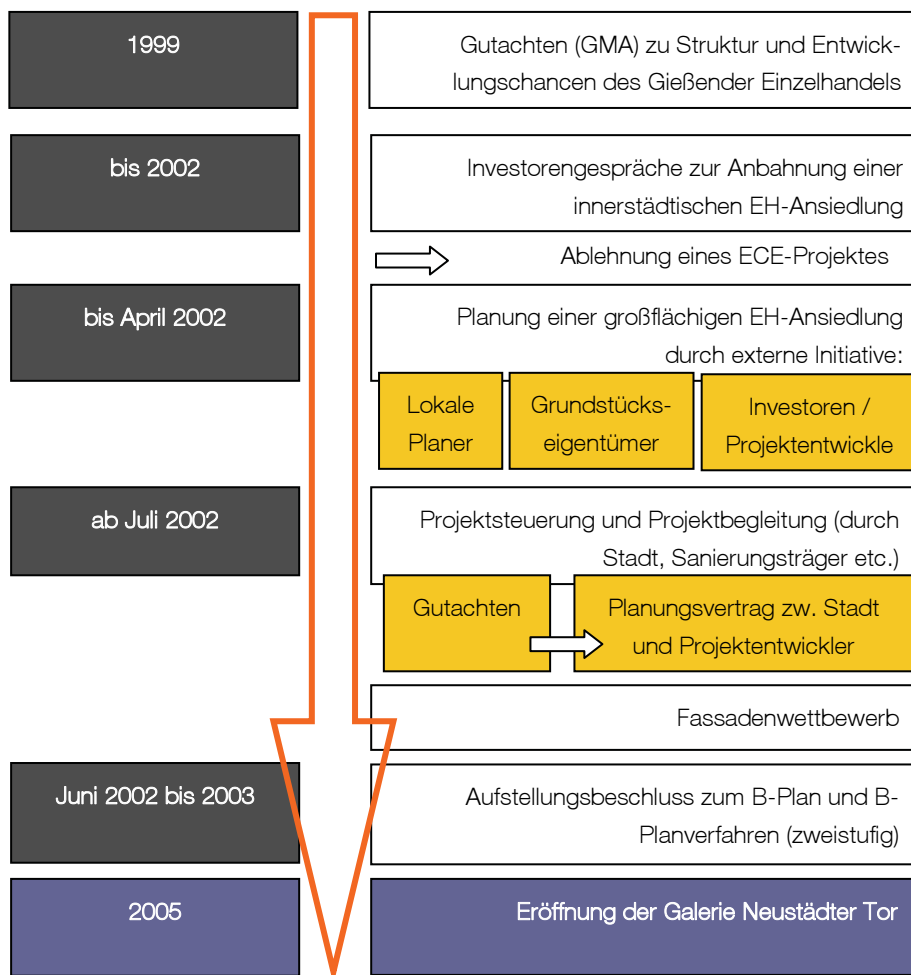 1999
Gutachten (GMA) zu Struktur und Entwick-
lungschancen des Gießender Einzelhandels
bis 2002
Investorengespräche zur Anbahnung einer
innerstädtischen EH-Ansiedlung
Ablehnung eines ECE-Projektes
bis April 2002
Planung einer großflächigen EH-Ansiedlung
durch externe Initiative:
Lokale
Planer
Grundstücks-
eigentümer
Investoren /
Projektentwickle
ab Juli 2002
Projektsteuerung und Projektbegleitung (durch
Stadt, Sanierungsträger etc.)
Gutachten
Planungsvertrag zw. Stadt
und Projektentwickler
Fassadenwettbewerb
Juni 2002 bis 2003
Aufstellungsbeschluss zum B-Plan und B-
Planverfahren (zweistufig)
2005
Eröffnung der Galerie Neustädter Tor